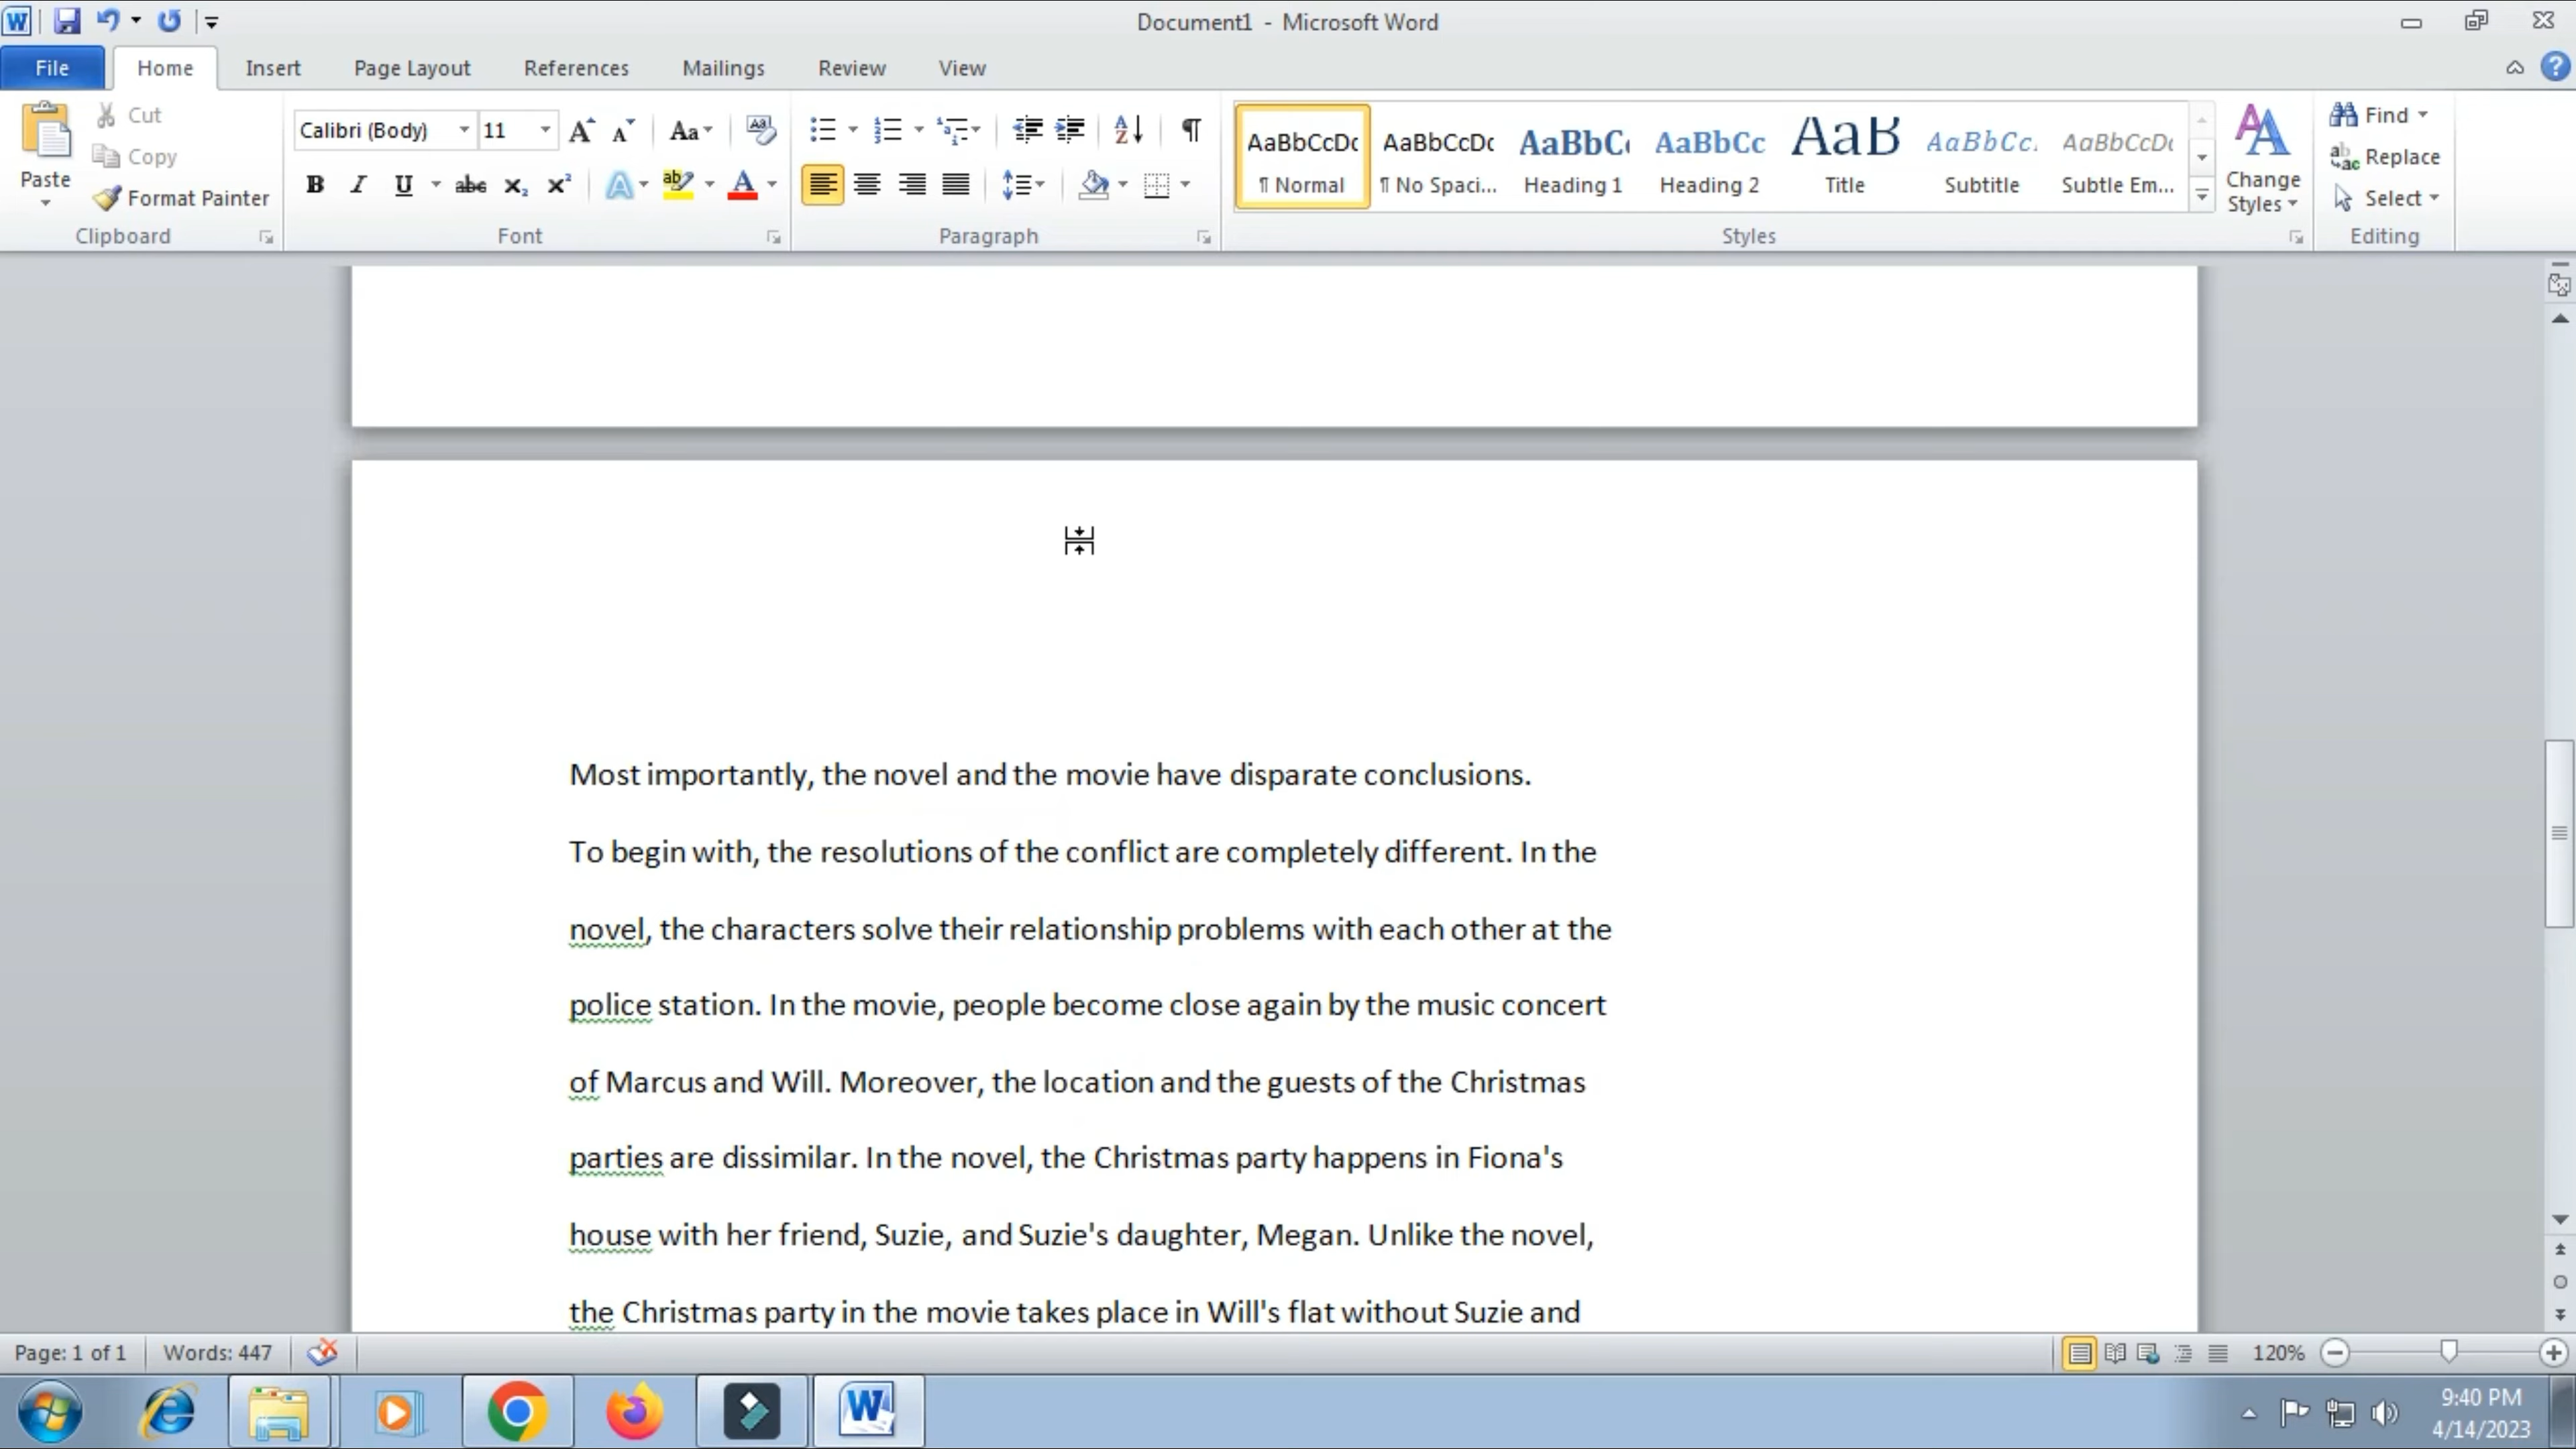 Document1 - Microsoft Word
File Home Insert Page Layout References Mailings Review View
Paste
Cut
Copy
Format Painter
Clipboard
Calibri (Body) 11
Font
Paragraph
AaBbCcDc AaBbCcDc AaBbC AaBbCc AaB AaBbCc. AaBbCcDc
¶ Normal ¶ No Spaci... Heading 1 Heading 2 Title Subtitle Subtle Em...
Change
Styles
Styles
Find
Replace
Select
Editing
Most importantly, the novel and the movie have disparate conclusions.
To begin with, the resolutions of the conflict are completely different. In the
novel, the characters solve their relationship problems with each other at the
police station. In the movie, people become close again by the music concert
of Marcus and Will. Moreover, the location and the guests of the Christmas
parties are dissimilar. In the novel, the Christmas party happens in Fiona's
house with her friend, Suzie, and Suzie's daughter, Megan. Unlike the novel,
the Christmas party in the movie takes place in Will's flat without Suzie and
Page: 1 of 1 Words: 447 120%
9:40 PM
4/14/2023